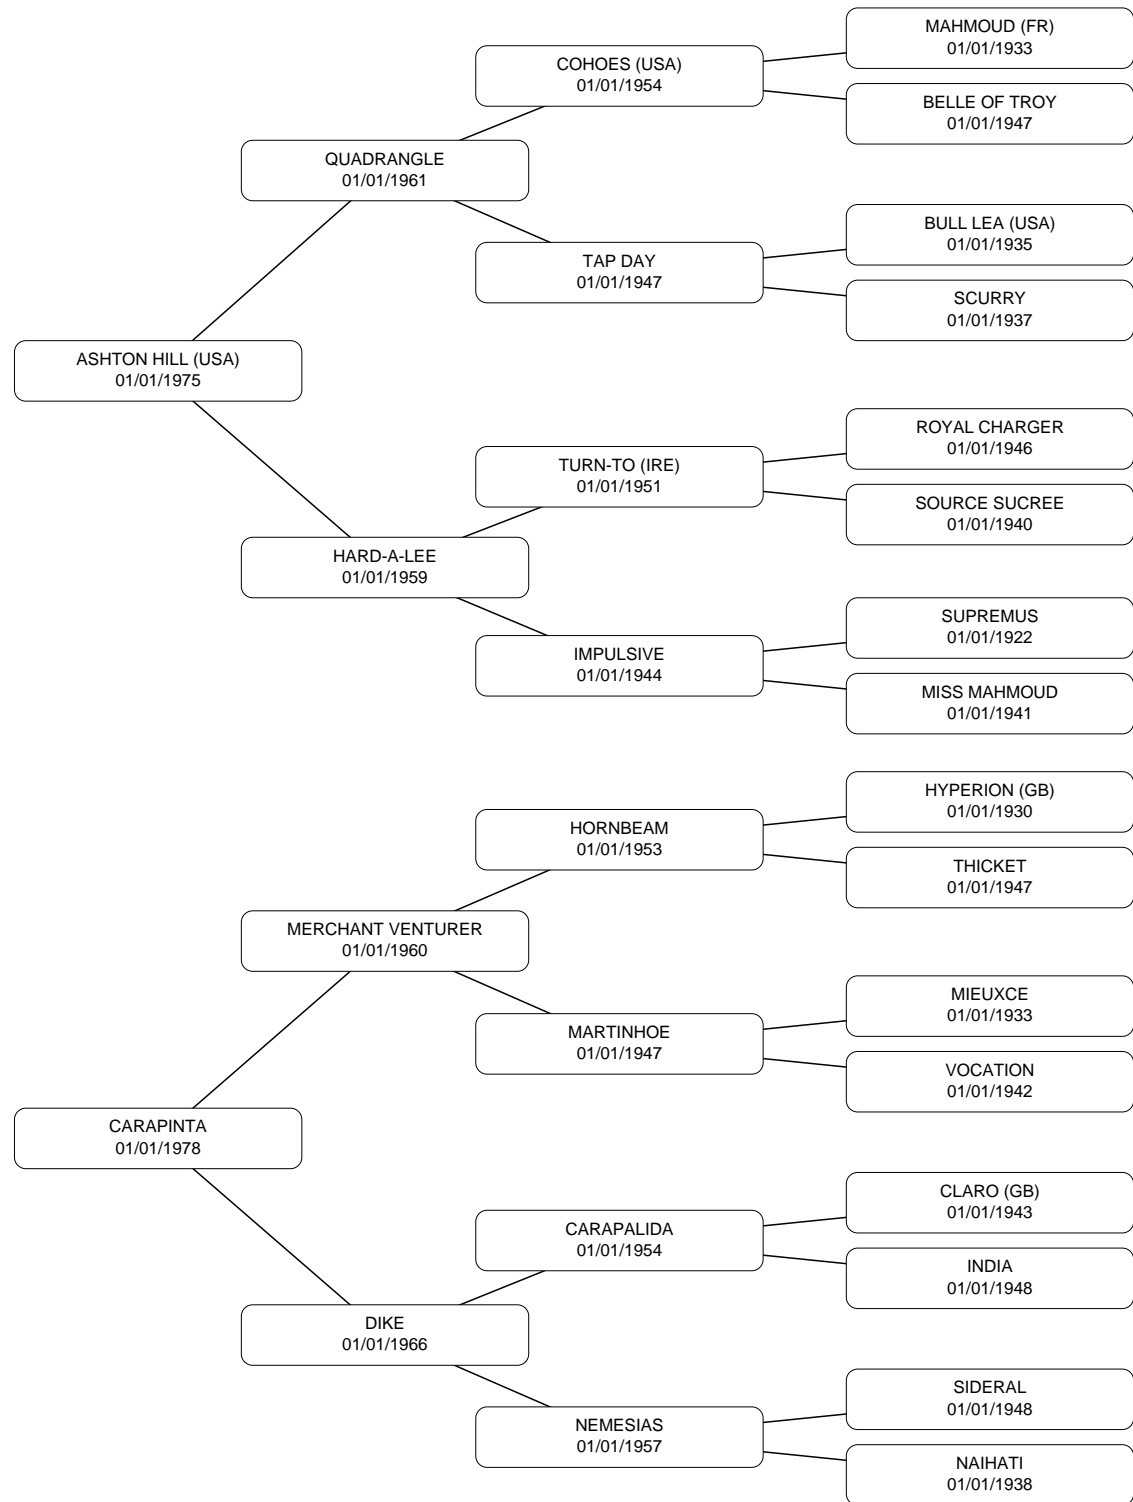 MAHMOUD (FR)
01/01/1933
COHOES (USA)
01/01/1954
BELLE OF TROY
01/01/1947
QUADRANGLE
01/01/1961
BULL LEA (USA)
01/01/1935
TAP DAY
01/01/1947
SCURRY
01/01/1937
ASHTON HILL (USA)
01/01/1975
ROYAL CHARGER
01/01/1946
TURN-TO (IRE)
01/01/1951
SOURCE SUCREE
01/01/1940
HARD-A-LEE
01/01/1959
SUPREMUS
01/01/1922
IMPULSIVE
01/01/1944
MISS MAHMOUD
01/01/1941
HYPERION (GB)
01/01/1930
HORNBEAM
01/01/1953
THICKET
01/01/1947
MERCHANT VENTURER
01/01/1960
MIEUXCE
01/01/1933
MARTINHOE
01/01/1947
VOCATION
01/01/1942
CARAPINTA
01/01/1978
CLARO (GB)
01/01/1943
CARAPALIDA
01/01/1954
INDIA
01/01/1948
DIKE
01/01/1966
SIDERAL
01/01/1948
NEMESIAS
01/01/1957
NAIHATI
01/01/1938